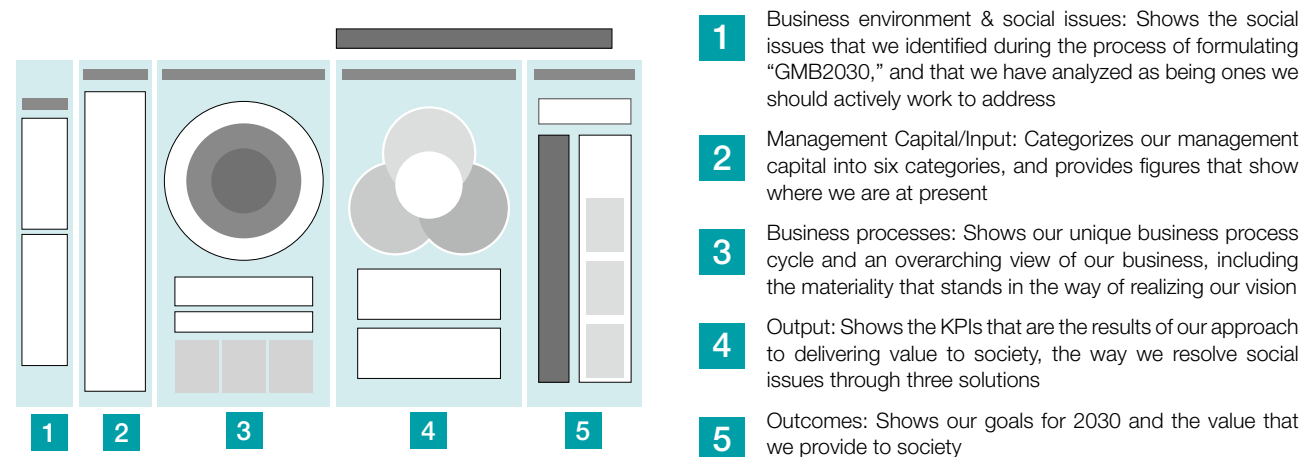 1 2 3 4 5
1
Business environment & social issues: Shows the social
issues that we identified during the process of formulating
“GMB2030,” and that we have analyzed as being ones we
should actively work to address
2
Management Capital/Input: Categorizes our management
capital into six categories, and provides figures that show
where we are at present
3
Business processes: Shows our unique business process
cycle and an overarching view of our business, including
the materiality that stands in the way of realizing our vision
4
Output: Shows the KPIs that are the results of our approach
to delivering value to society, the way we resolve social
issues through three solutions
5
Outcomes: Shows our goals for 2030 and the value that
we provide to society